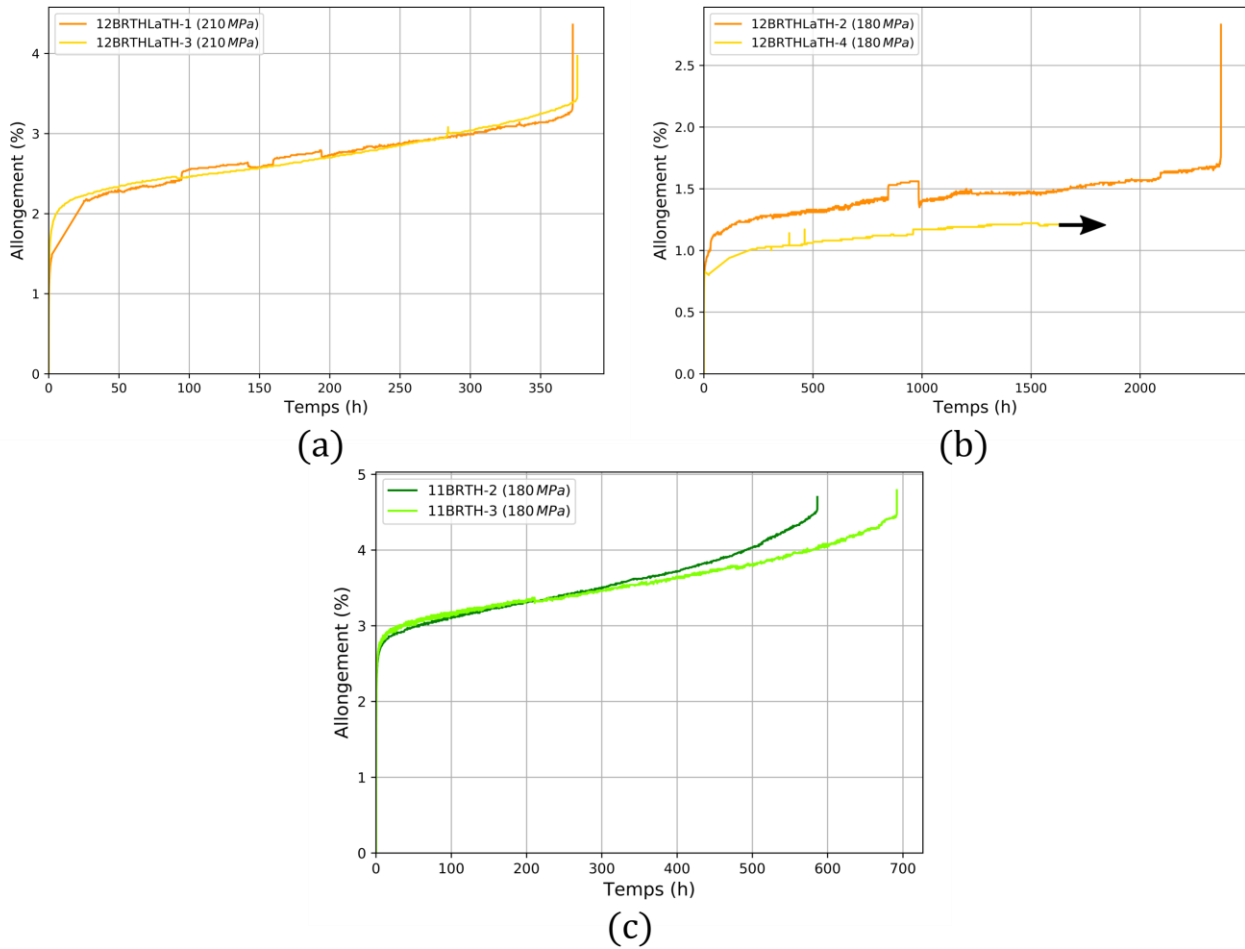 12BRTHLaTH-1 (210 MPa)
12BRTHLaTH-3 (210 MPa)
Allongement (%)
4
3
2
1
0
0 50 100 150 200 250 300 350
Temps (h)
(a)
12BRTHLaTH-2 (180 MPa)
12BRTHLaTH-4 (180 MPa)
Allongement (%)
2.5
2.0
1.5
1.0
0.5
0.0
0 500 1000 1500 2000
Temps (h)
(b)
11BRTH-2 (180 MPa)
11BRTH-3 (180 MPa)
Allongement (%)
5
4
3
2
1
0
0 100 200 300 400 500 600 700
Temps (h)
(c)